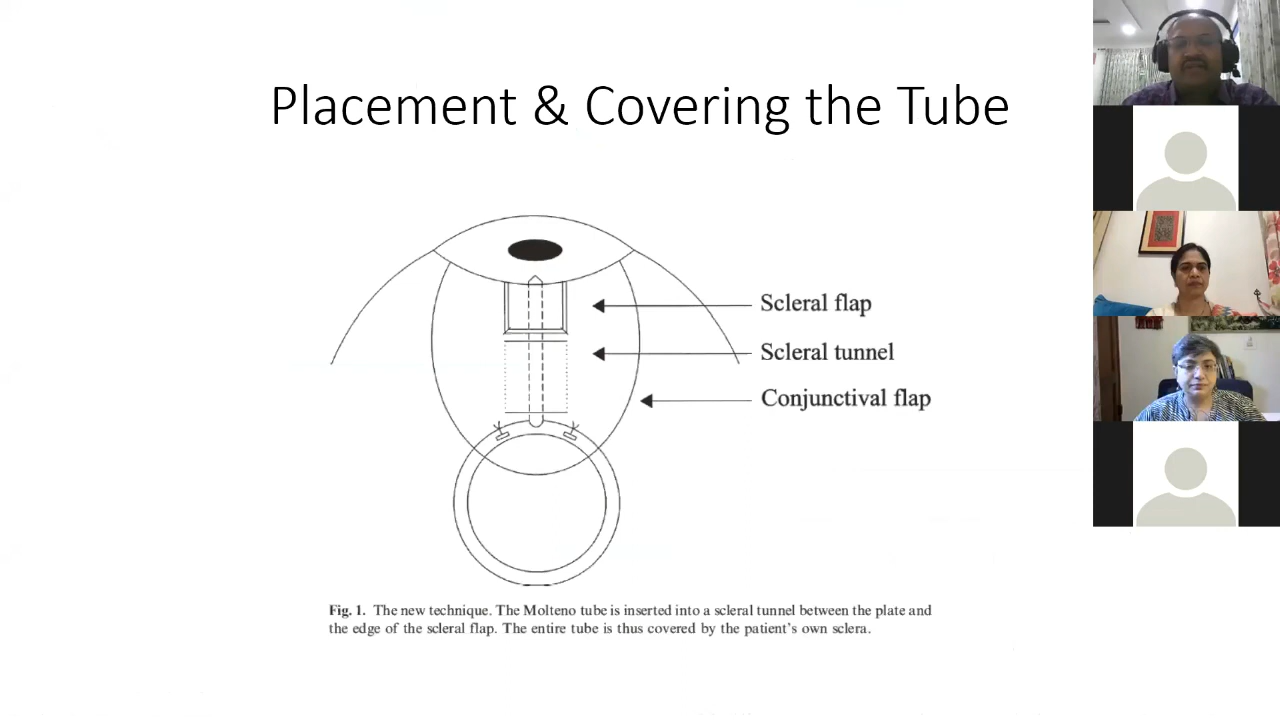 Placement & Covering the Tube
Scleral flap
Scleral tunnel
Conjunctival flap
Fig. 1. The new technique. The Molteno tube is inserted into a scleral tunnel between the plate and
the edge of the scleral flap. The entire tube is thus covered by the patient's own sclera.